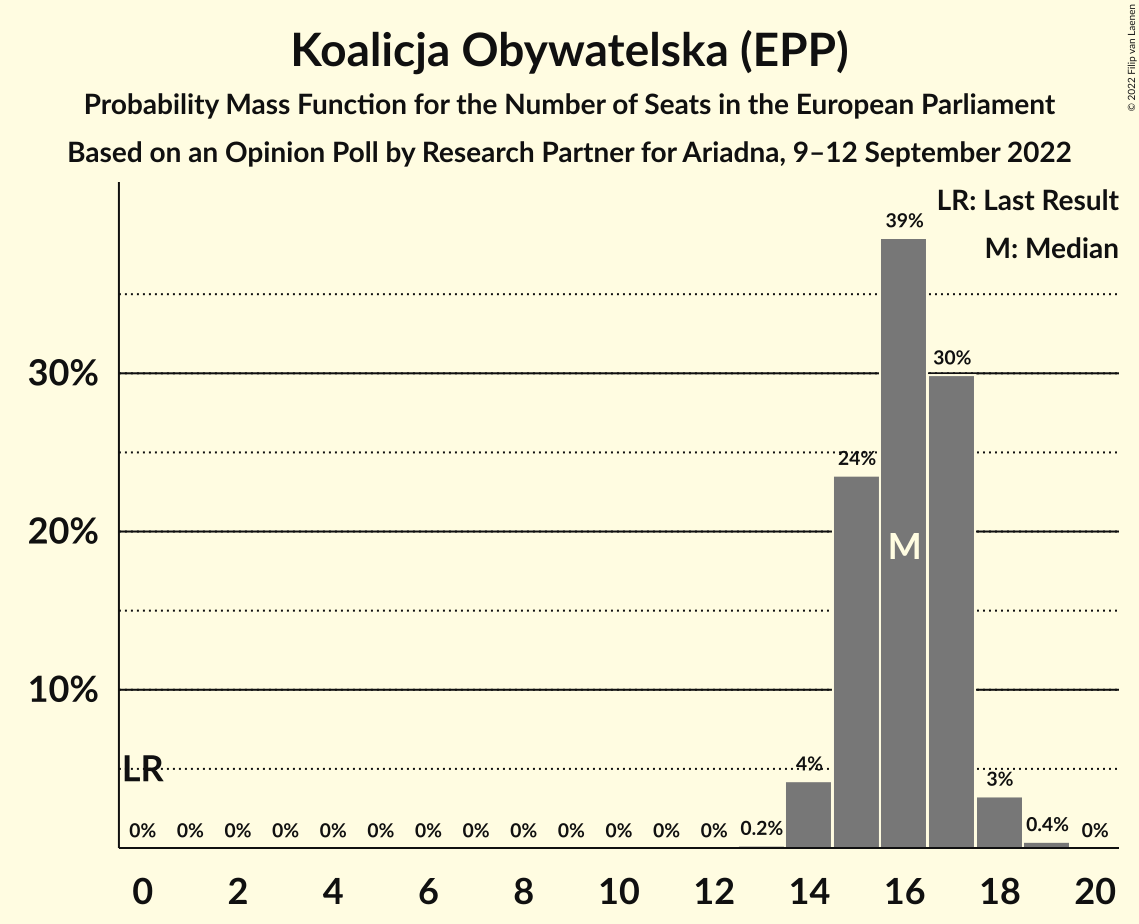 Koalicja Obywatelska (EPP)
Probability Mass Function for the Number of Seats in the European Parliament
Based on an Opinion Poll by Research Partner for Ariadna, 9–12 September 2022
© 2022 Filip van Laenen
LR: Last Result
M: Median
39%
30%
30%
24%
20%
M
10%
LR
4%
3%
0% 0% 0% 0% 0% 0% 0% 0% 0% 0% 0% 0% 0% 0.2% 0.4% 0%
0 2 4 6 8 10 12 14 16 18 20